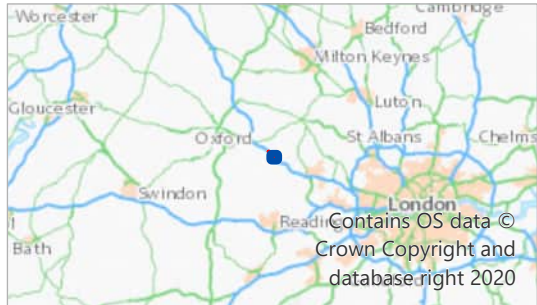 Worcester
Cambridge
Bedford
Milton Keynes
Gloucester
Luton
Oxford
St Albans
Chelms
Swindon
London
Reading
Contains OS data ©
Bath
Crown Copyright and
database right 2020